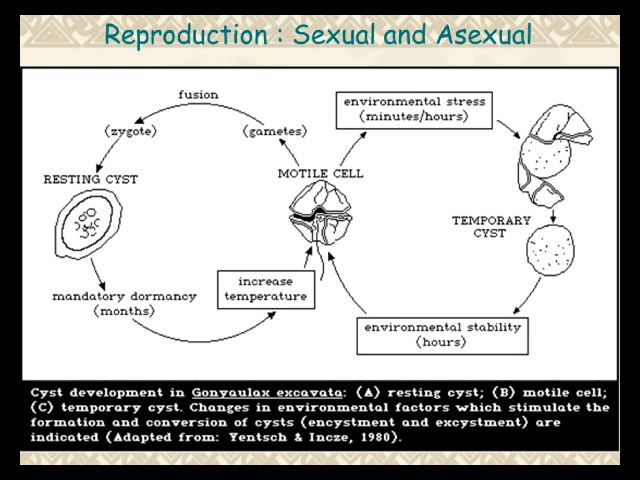 Reproduction : Sexual and Asexual
fusion
(zygote)
(gametes)
RESTING CYST
MOTILE CELL
environmental stress
(minutes/hours)
TEMPORARY
CYST
increase
temperature
mandatory dormancy
(months)
environmental stability
(hours)
Cyst development in Gonyaulax excavata: (A) resting cyst; (B) motile cell;
(C) temporary cyst. Changes in environmental factors which stimulate the
formation and conversion of cysts (encystment and excystment) are
indicated (Adapted from: Yentsch & Incze, 1980).